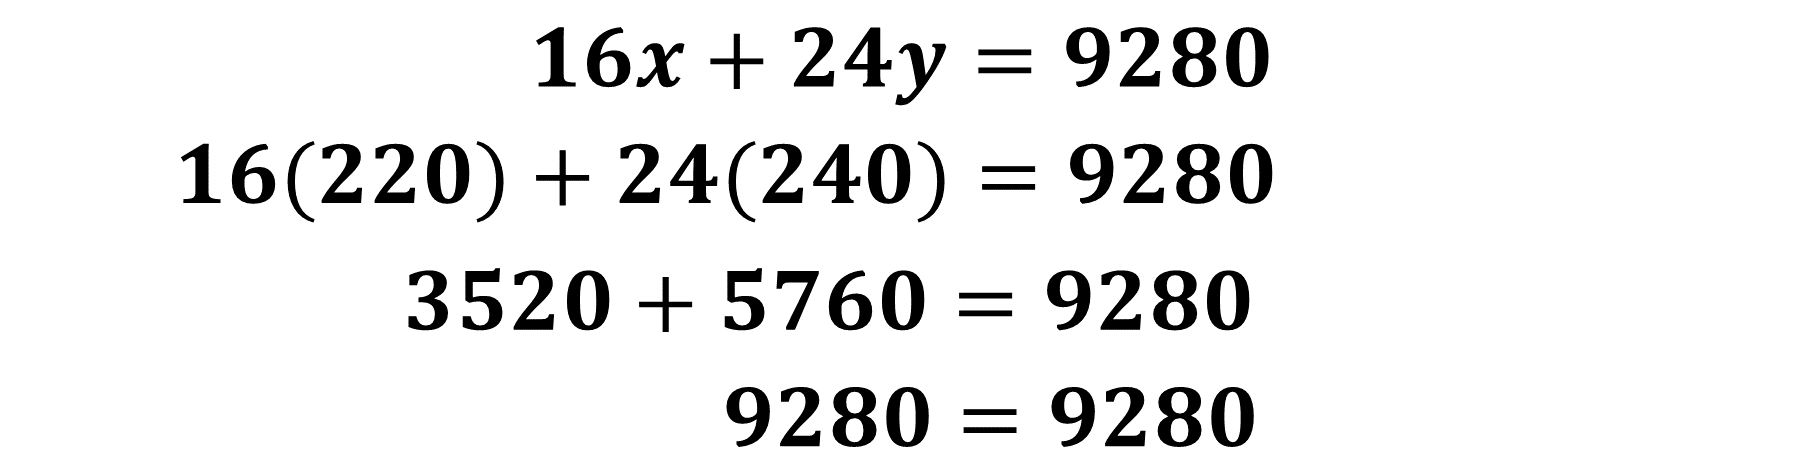 16x + 24y = 9280
16(220) + 24(240) = 9280
3520 + 5760 = 9280
9280 = 9280